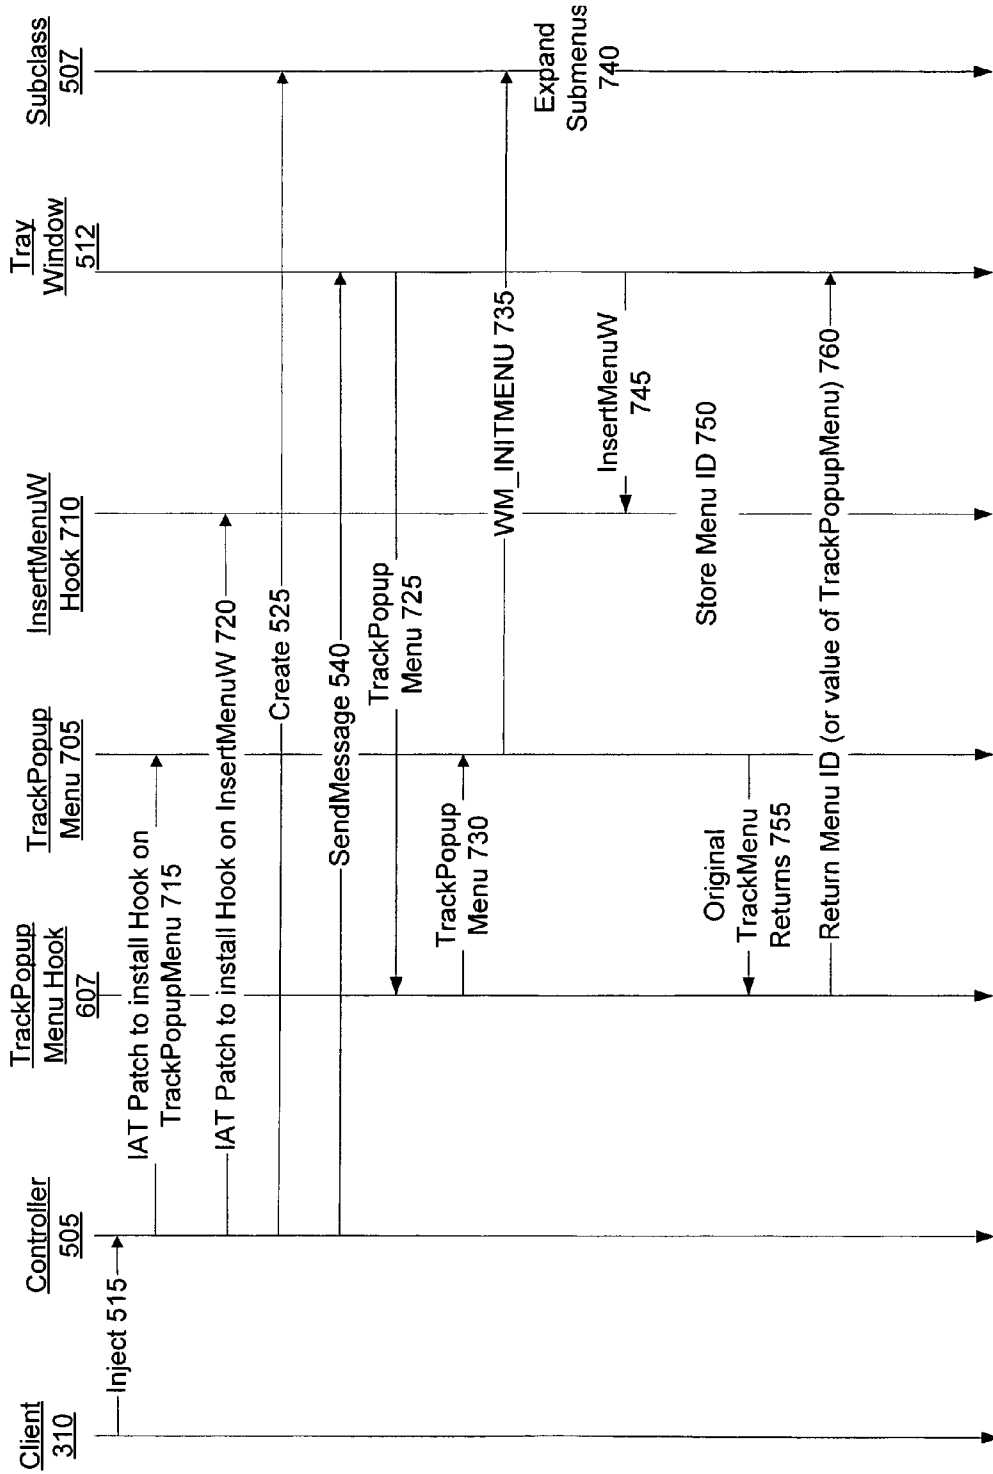 Client
310
Controller
505
TrackPopup
Menu Hook
607
TrackPopup
Menu 705
InsertMenuW
Hook 710
Tray
Window
512
Subclass
507
Inject 515
IAT Patch to install Hook on
TrackPopupMenu 715
IAT Patch to install Hook on InsertMenuW 720
Create 525
SendMessage 540
TrackPopup
Menu 725
TrackPopup
Menu 730
WM_INITMENU 735
Expand
Submenus
740
InsertMenuW
745
Store Menu ID 750
Original
TrackMenu
Returns 755
Return Menu ID (or value of TrackPopupMenu) 760